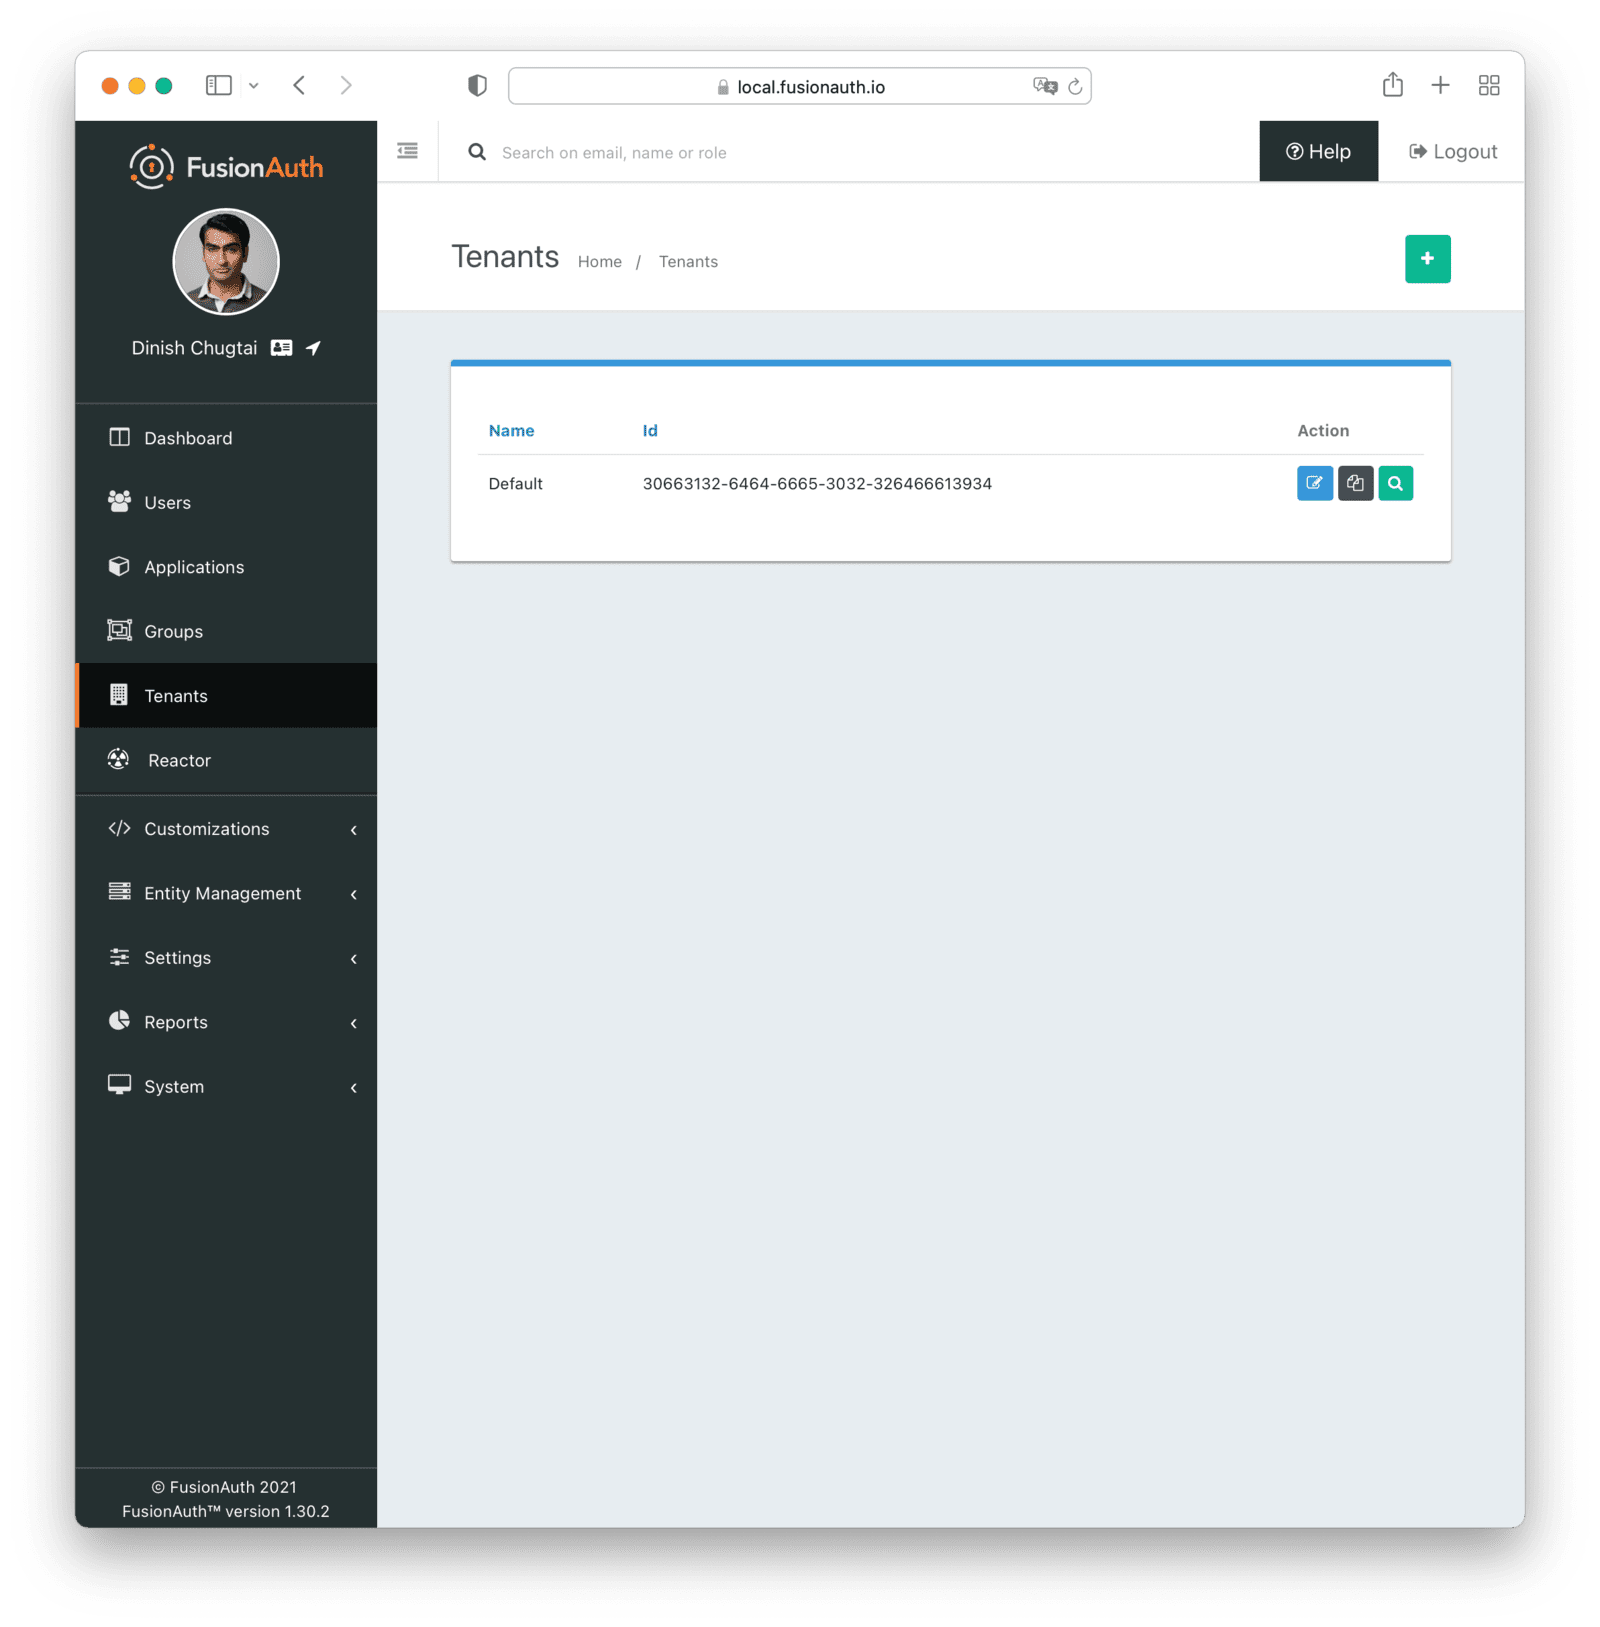 local.fusionauth.io
FusionAuth
Search on email, name or role
Help
Logout
Dinish Chugtai
Tenants
Home / Tenants
Name Id Action
Default 30663132-6464-6665-3032-326466613934
Dashboard
Users
Applications
Groups
Tenants
Reactor
Customizations
Entity Management
Settings
Reports
System
© FusionAuth 2021
FusionAuth™ version 1.30.2